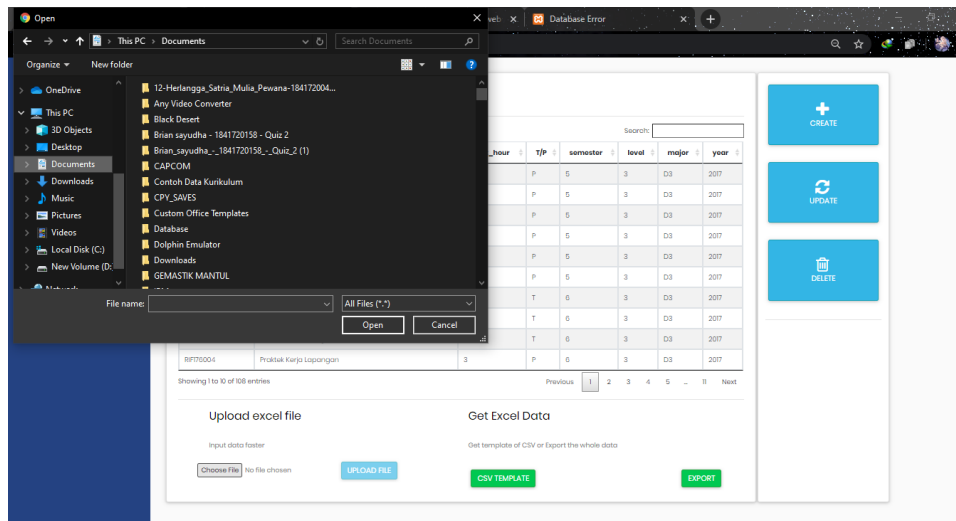 Open
web
Database Error
This PC > Documents
Search Documents
Organize
New folder
OneDrive
This PC
3D Objects
Desktop
Documents
Downloads
Music
Pictures
Videos
Local Disk (C:)
New Volume (D:
12-Herlangga_Satria_Mulia_Pewana-184172004...
Any Video Converter
Black Desert
Brian sayudha - 1841720158 - Quiz 2
Brian_sayudha_-_1841720158_-_Quiz_2 (1)
CAPCOM
Contoh Data Kurikulum
CPY_SAVES
Custom Office Templates
Database
Dolphin Emulator
Downloads
GEMASTIK MANTUL
File name:
All Files (*.*)
Open
Cancel
Search:
_hour T/P semester level major year
P 5 3 D3 2017
P 5 3 D3 2017
P 5 3 D3 2017
P 5 3 D3 2017
P 5 3 D3 2017
P 5 3 D3 2017
T 6 3 D3 2017
T 6 3 D3 2017
T 6 3 D3 2017
RIF176004 Praktek Kerja Lapangan 3 P 6 3 D3 2017
Showing 1 to 10 of 108 entries
Previous 1 2 3 4 5 … 11 Next
Upload excel file
Input data faster
Choose File No file chosen
UPLOAD FILE
Get Excel Data
Get template of CSV or Export the whole data
CSV TEMPLATE
EXPORT
CREATE
UPDATE
DELETE